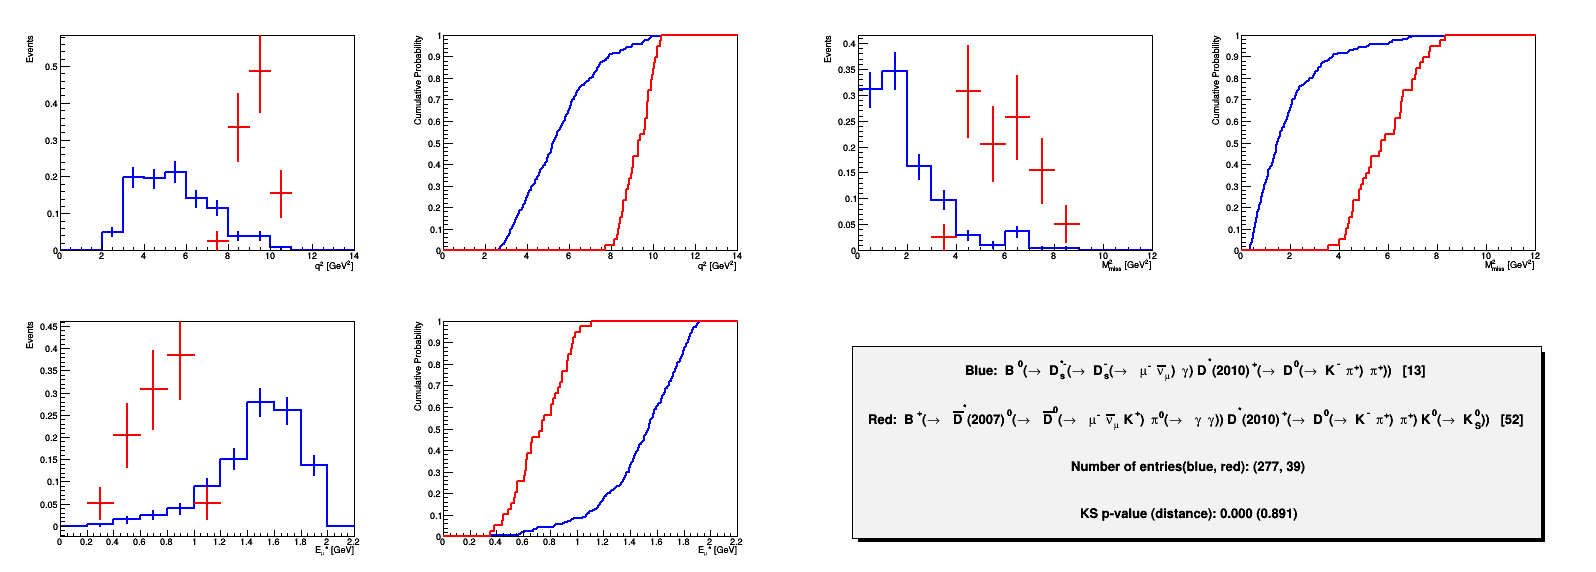 Events
0.5
0.4
0.3
0.2
0.1
0
0 2 4 6 8 10 12 14
q² [GeV²]
Cumulative Probability
1
0.9
0.8
0.7
0.6
0.5
0.4
0.3
0.2
0.1
0
0 2 4 6 8 10 12 14
q² [GeV²]
Events
0.4
0.35
0.3
0.25
0.2
0.15
0.1
0.05
0
0 2 4 6 8 10 12
M²miss [GeV²]
Cumulative Probability
1
0.9
0.8
0.7
0.6
0.5
0.4
0.3
0.2
0.1
0
0 2 4 6 8 10 12
M²miss [GeV²]
Events
0.45
0.4
0.35
0.3
0.25
0.2
0.15
0.1
0.05
0
0 0.2 0.4 0.6 0.8 1 1.2 1.4 1.6 1.8 2 2.2
Eμ* [GeV]
Cumulative Probability
1
0.9
0.8
0.7
0.6
0.5
0.4
0.3
0.2
0.1
0
0 0.2 0.4 0.6 0.8 1 1.2 1.4 1.6 1.8 2 2.2
Eμ* [GeV]
Blue: B⁰(→ Dₛ*⁻(→ Dₛ⁻(→ μ⁻ ν̅μ) γ) D*(2010)⁺(→ D⁰(→ K⁻ π⁺) π⁺)) [13]
Red: B⁺(→ D̅*(2007)⁰(→ D̅⁰(→ μ⁻ ν̅μ K⁺) π⁰(→ γ γ)) D*(2010)⁺(→ D⁰(→ K⁻ π⁺) π⁺) K⁰(→ K⁰S)) [52]
Number of entries(blue, red): (277, 39)
KS p-value (distance): 0.000 (0.891)